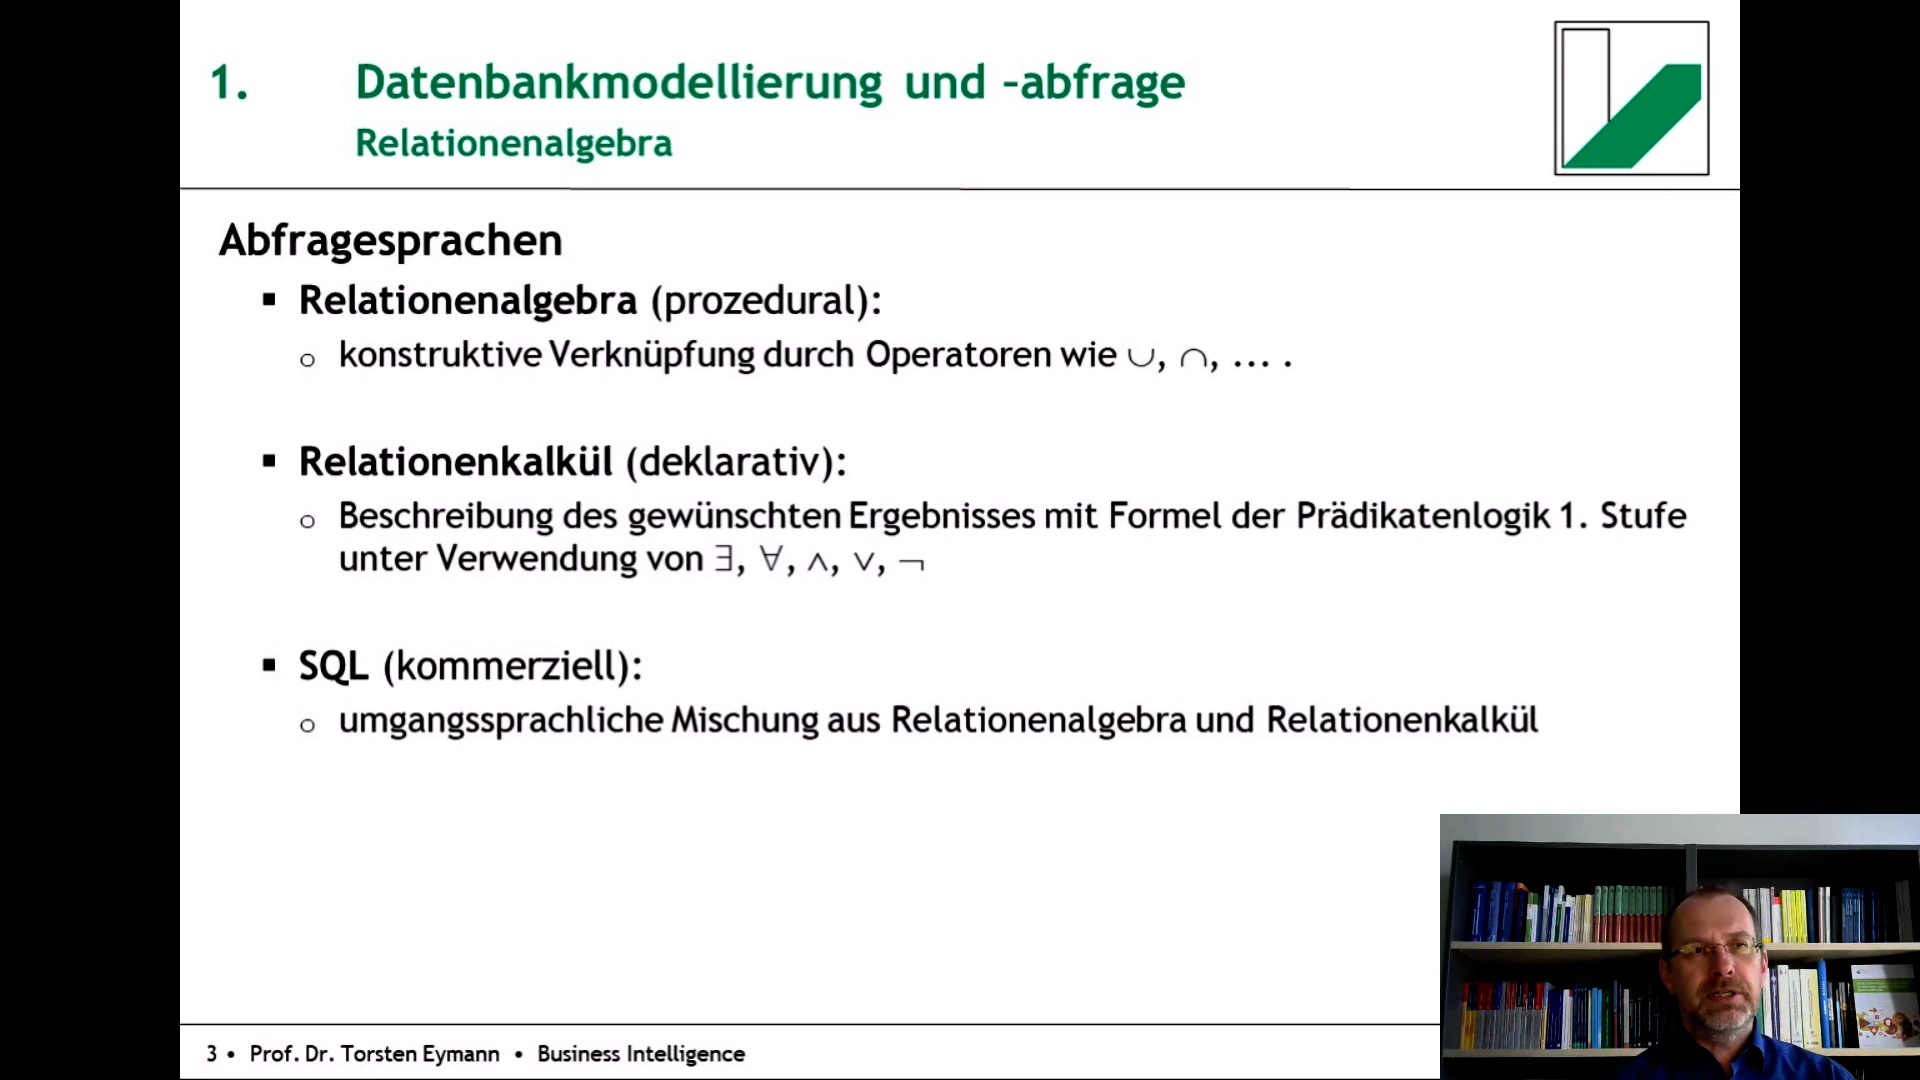 1. Datenbankmodellierung und –abfrage
Relationenalgebra
Abfragesprachen
▪ Relationenalgebra (prozedural):
o konstruktive Verknüpfung durch Operatoren wie ∪, ∩, ... .
▪ Relationenkalkül (deklarativ):
o Beschreibung des gewünschten Ergebnisses mit Formel der Prädikatenlogik 1. Stufe
unter Verwendung von ∃, ∀, ∧, ∨, ¬
▪ SQL (kommerziell):
o umgangssprachliche Mischung aus Relationenalgebra und Relationenkalkül
3 • Prof. Dr. Torsten Eymann • Business Intelligence